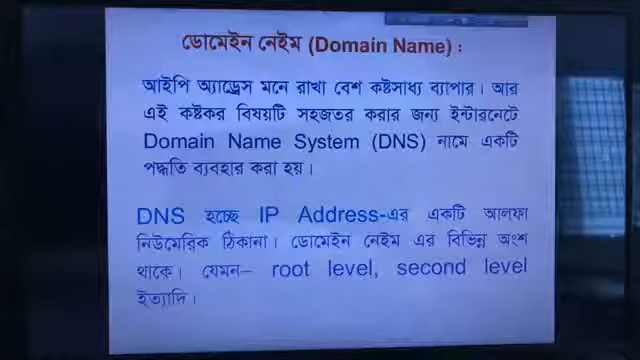 ডোমেইন নেইম (Domain Name) :
আইপি অ্যাড্রেস মনে রাখা বেশ কষ্টসাধ্য ব্যাপার। আর
এই কষ্টকর বিষয়টি সহজতর করার জন্য ইন্টারনেটে
Domain Name System (DNS) নামে একটি
পদ্ধতি ব্যবহার করা হয়।
DNS হচ্ছে IP Address-এর একটি আলফা
নিউমেরিক ঠিকানা। ডোমেইন নেইম এর বিভিন্ন অংশ
থাকে। যেমন– root level, second level
ইত্যাদি।